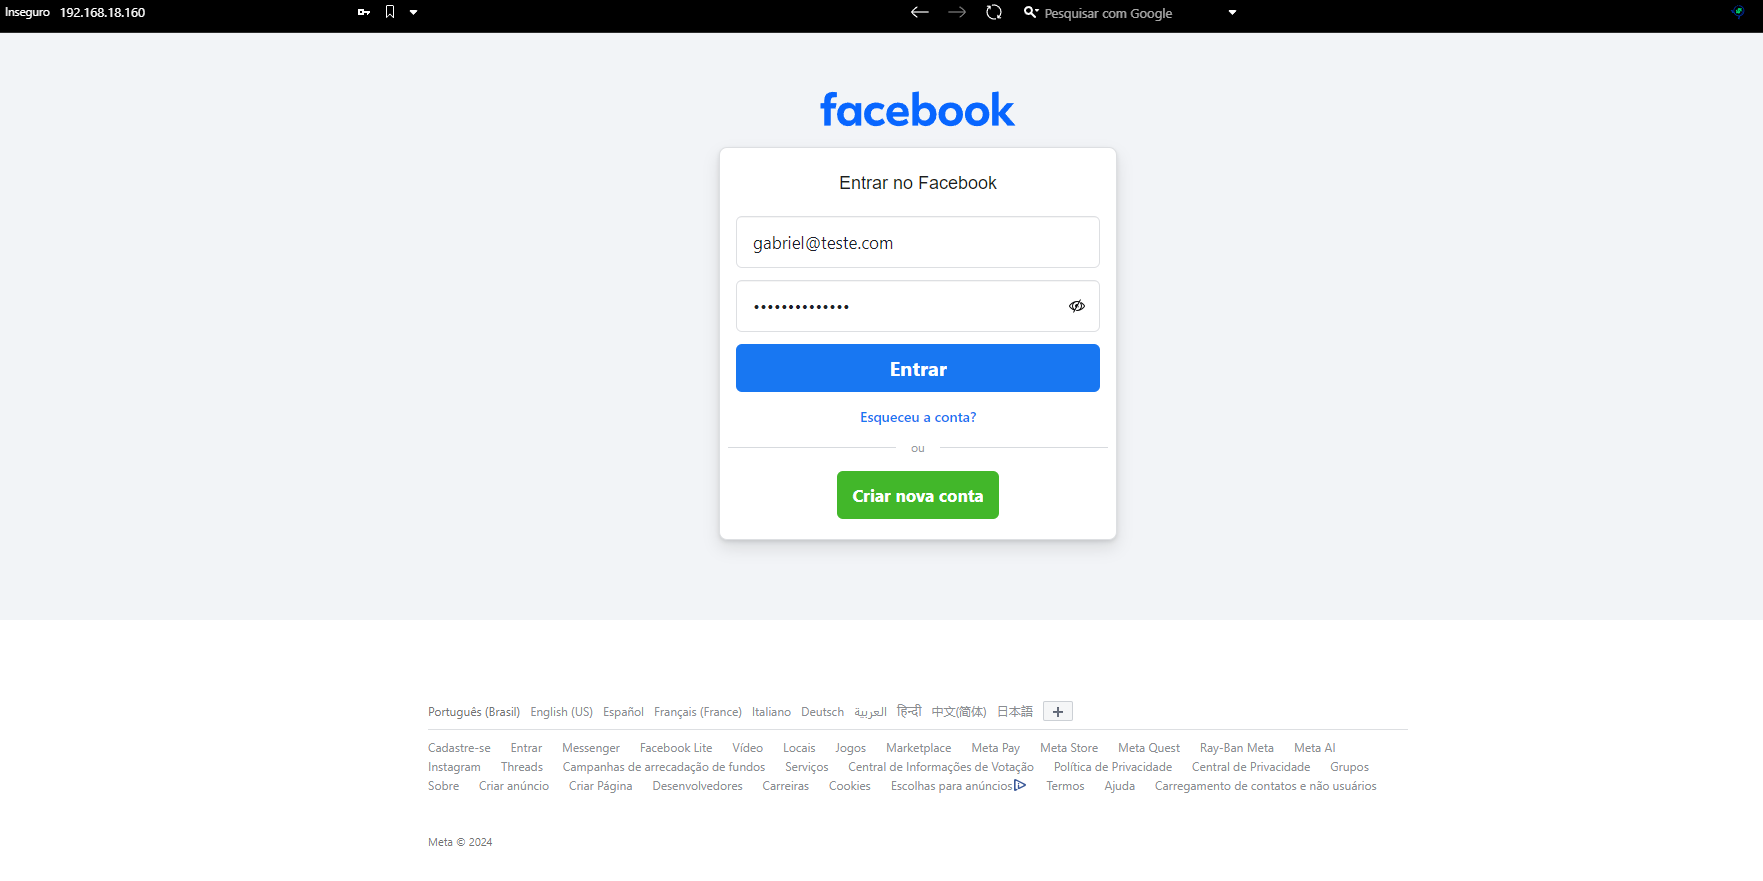 Inseguro 192.168.18.160 Pesquisar com Google
facebook
Entrar no Facebook
gabriel@teste.com
••••••••••••••
Entrar
Esqueceu a conta?
ou
Criar nova conta
Português (Brasil) English (US) Español Français (France) Italiano Deutsch العربية हिन्दी 中文(简体) 日本語 +
Cadastre-se Entrar Messenger Facebook Lite Vídeo Locais Jogos Marketplace Meta Pay Meta Store Meta Quest Ray-Ban Meta Meta AI
Instagram Threads Campanhas de arrecadação de fundos Serviços Central de Informações de Votação Política de Privacidade Central de Privacidade Grupos
Sobre Criar anúncio Criar Página Desenvolvedores Carreiras Cookies Escolhas para anúncios Termos Ajuda Carregamento de contatos e não usuários
Meta © 2024